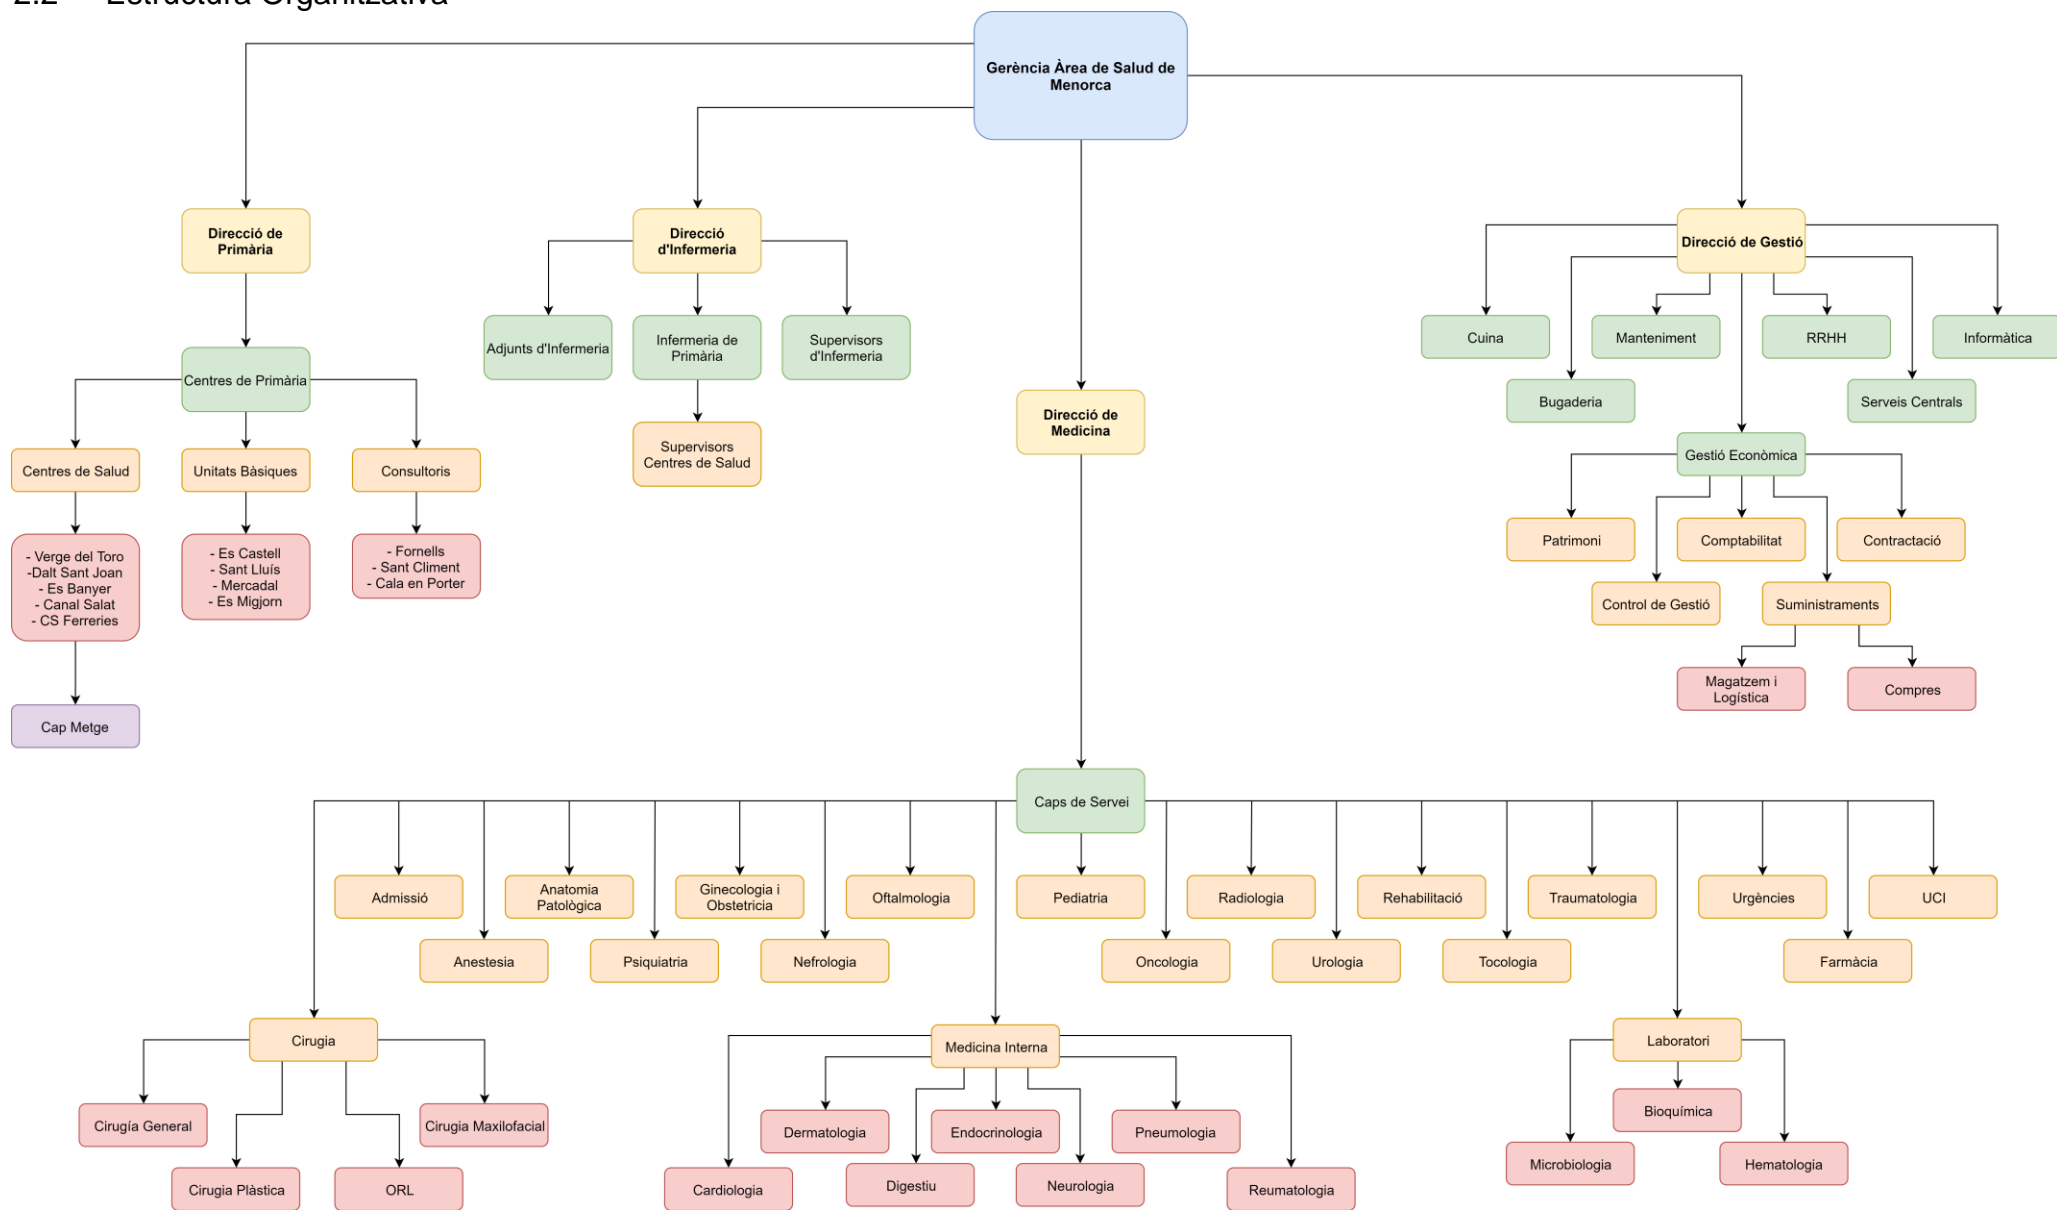 2.2 Estructura Organitzativa
Gerència Àrea de Salud de
Menorca
Direcció de
Primària
Direcció
d'Infermeria
Direcció de Gestió
Adjunts d'Infermeria
Infermeria de
Primària
Supervisors
d'Infermeria
Cuina
Manteniment
RRHH
Informàtica
Centres de Primària
Bugaderia
Serveis Centrals
Direcció de
Medicina
Supervisors
Centres de Salud
Gestió Econòmica
Centres de Salud
Unitats Bàsiques
Consultoris
Patrimoni
Comptabilitat
Contractació
- Verge del Toro
-Dalt Sant Joan
- Es Banyer
- Canal Salat
- CS Ferreries
- Es Castell
- Sant Lluís
- Mercadal
- Es Migjorn
- Fornells
- Sant Climent
- Cala en Porter
Control de Gestió
Suministraments
Magatzem i
Logística
Compres
Cap Metge
Caps de Servei
Admissió
Anatomia
Patològica
Ginecologia i
Obstetricia
Oftalmologia
Pediatria
Radiologia
Rehabilitació
Traumatologia
Urgències
UCI
Anestesia
Psiquiatria
Nefrologia
Oncologia
Urologia
Tocologia
Farmàcia
Cirugia
Medicina Interna
Laboratori
Cirugía General
Cirugia Maxilofacial
Dermatologia
Endocrinologia
Pneumologia
Bioquímica
Cirugia Plàstica
ORL
Cardiologia
Digestiu
Neurologia
Reumatologia
Microbiologia
Hematologia